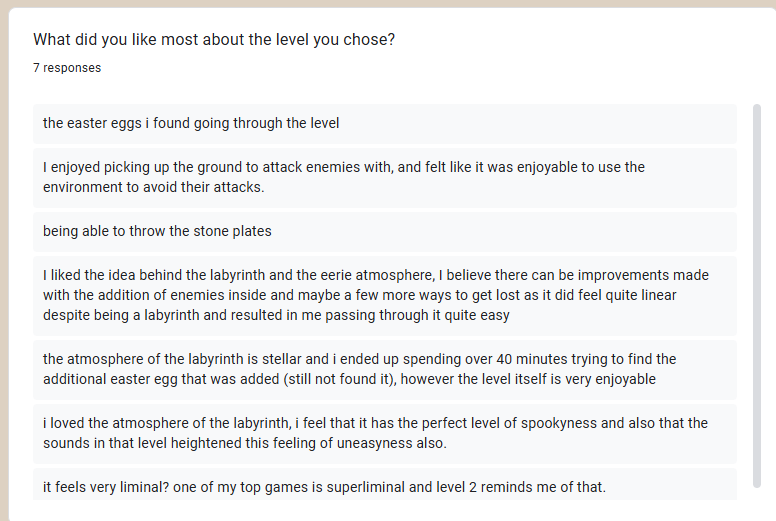 What did you like most about the level you chose?
7 responses
the easter eggs i found going through the level
I enjoyed picking up the ground to attack enemies with, and felt like it was enjoyable to use the
environment to avoid their attacks.
being able to throw the stone plates
I liked the idea behind the labyrinth and the eerie atmosphere, I believe there can be improvements made
with the addition of enemies inside and maybe a few more ways to get lost as it did feel quite linear
despite being a labyrinth and resulted in me passing through it quite easy
the atmosphere of the labyrinth is stellar and i ended up spending over 40 minutes trying to find the
additional easter egg that was added (still not found it), however the level itself is very enjoyable
i loved the atmosphere of the labyrinth, i feel that it has the perfect level of spookyness and also that the
sounds in that level heightened this feeling of uneasyness also.
it feels very liminal? one of my top games is superliminal and level 2 reminds me of that.